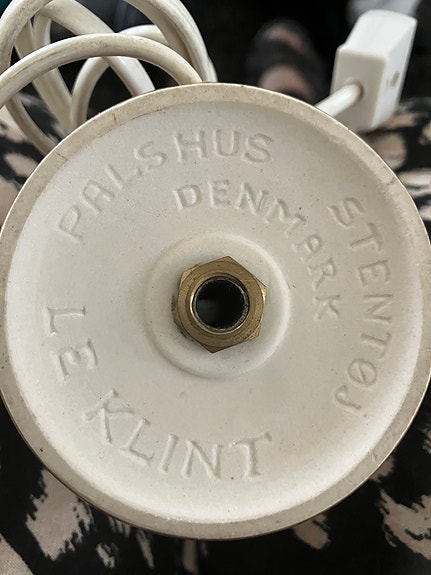 PALSHUS
DENMARK
STENTØJ
LE KLINT